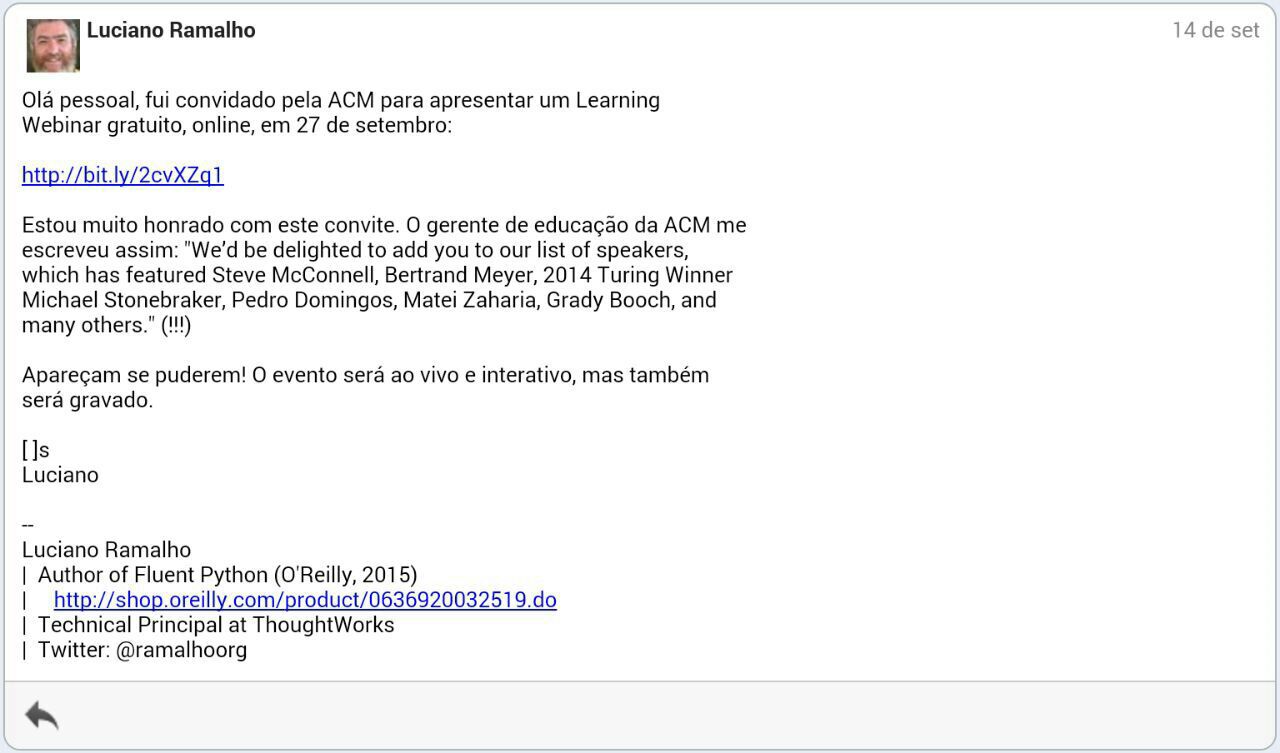 Luciano Ramalho
14 de set
Olá pessoal, fui convidado pela ACM para apresentar um Learning
Webinar gratuito, online, em 27 de setembro:
http://bit.ly/2cvXZq1
Estou muito honrado com este convite. O gerente de educação da ACM me
escreveu assim: "We’d be delighted to add you to our list of speakers,
which has featured Steve McConnell, Bertrand Meyer, 2014 Turing Winner
Michael Stonebraker, Pedro Domingos, Matei Zaharia, Grady Booch, and
many others." (!!!)
Apareçam se puderem! O evento será ao vivo e interativo, mas também
será gravado.
[ ]s
Luciano
--
Luciano Ramalho
|  Author of Fluent Python (O'Reilly, 2015)
|     http://shop.oreilly.com/product/0636920032519.do
|  Technical Principal at ThoughtWorks
|  Twitter: @ramalhoorg